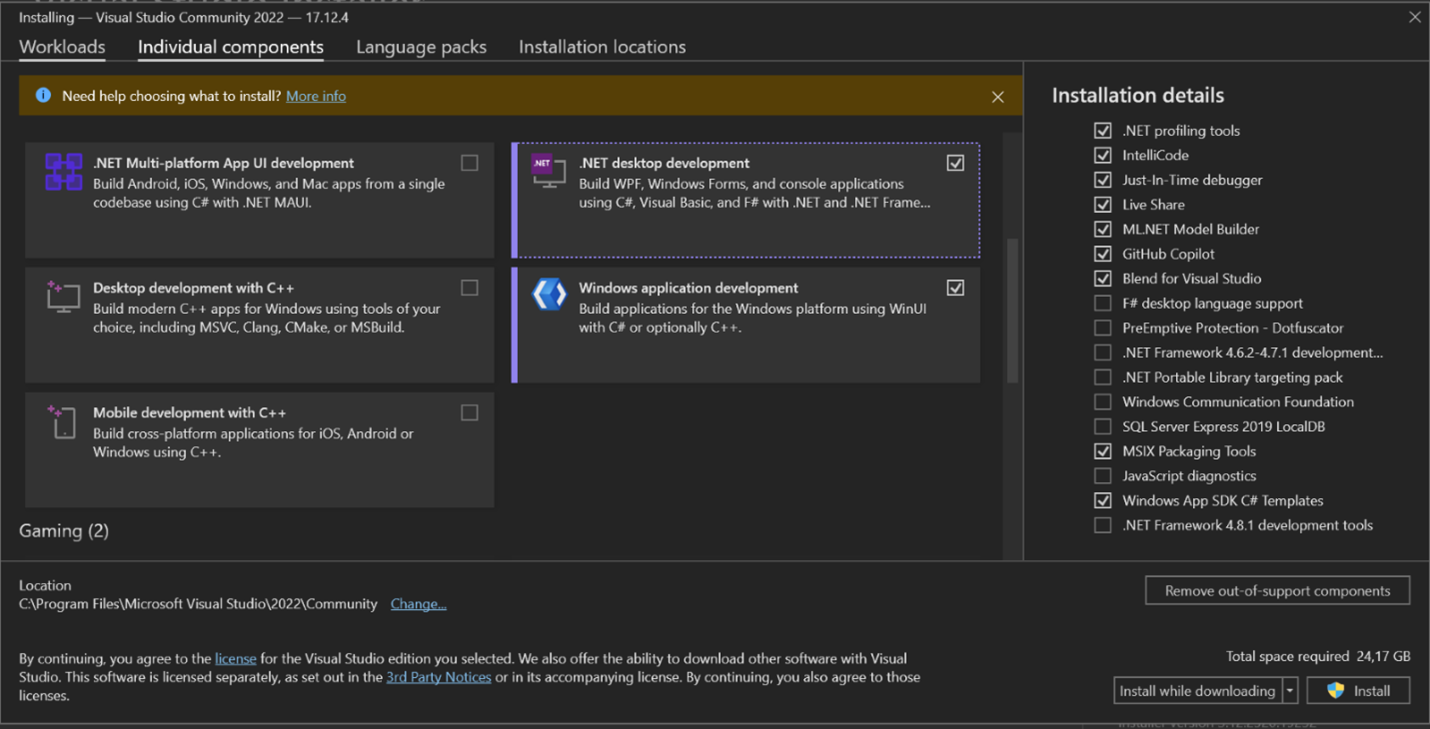 Installing — Visual Studio Community 2022 — 17.12.4
Workloads
Individual components
Language packs
Installation locations
Need help choosing what to install? More info
.NET Multi-platform App UI development
Build Android, iOS, Windows, and Mac apps from a single
codebase using C# with .NET MAUI.
.NET
.NET desktop development
Build WPF, Windows Forms, and console applications
using C#, Visual Basic, and F# with .NET and .NET Frame...
Desktop development with C++
Build modern C++ apps for Windows using tools of your
choice, including MSVC, Clang, CMake, or MSBuild.
Windows application development
Build applications for the Windows platform using WinUI
with C# or optionally C++.
Mobile development with C++
Build cross-platform applications for iOS, Android or
Windows using C++.
Gaming (2)
Installation details
.NET profiling tools
IntelliCode
Just-In-Time debugger
Live Share
ML.NET Model Builder
GitHub Copilot
Blend for Visual Studio
F# desktop language support
PreEmptive Protection - Dotfuscator
.NET Framework 4.6.2-4.7.1 development...
.NET Portable Library targeting pack
Windows Communication Foundation
SQL Server Express 2019 LocalDB
MSIX Packaging Tools
JavaScript diagnostics
Windows App SDK C# Templates
.NET Framework 4.8.1 development tools
Location
C:\Program Files\Microsoft Visual Studio\2022\Community Change...
Remove out-of-support components
By continuing, you agree to the license for the Visual Studio edition you selected. We also offer the ability to download other software with Visual
Studio. This software is licensed separately, as set out in the 3rd Party Notices or in its accompanying license. By continuing, you also agree to those
licenses.
Total space required 24,17 GB
Install while downloading
Install